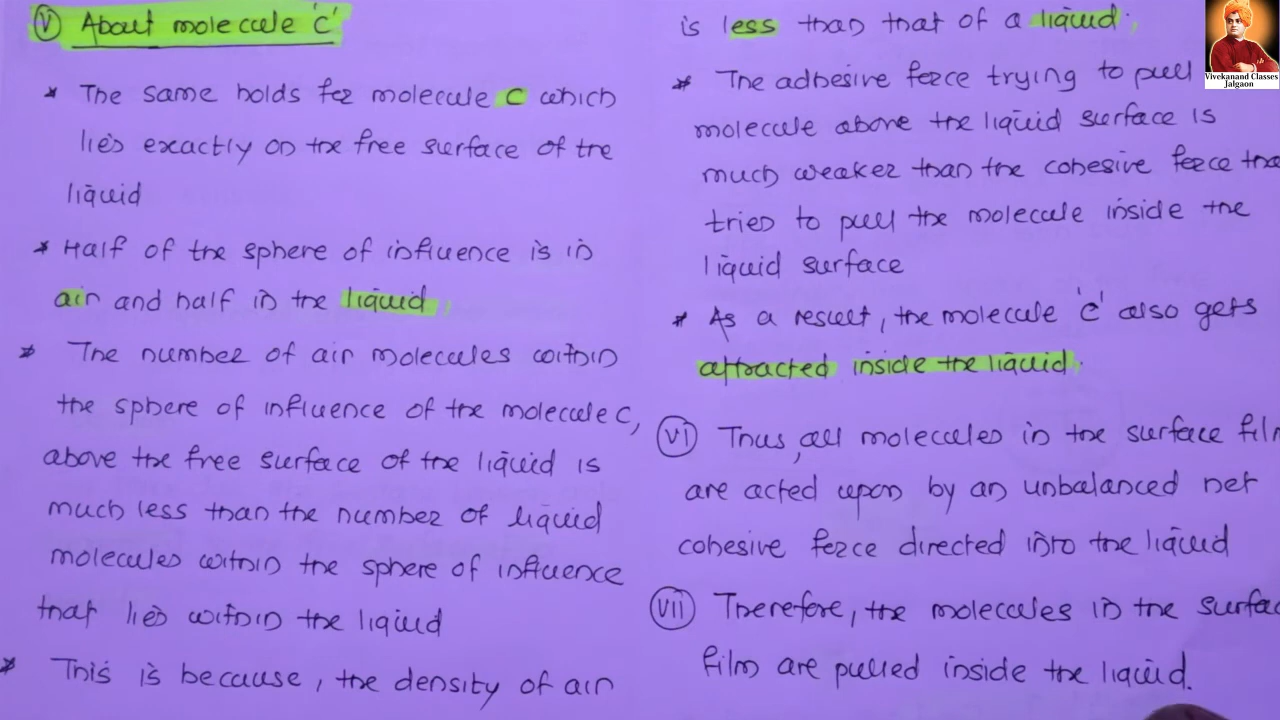 (V) About molecule 'C'
* The same holds for molecule C which
lies exactly on the free surface of the
liquid
* Half of the sphere of influence is in
air and half in the liquid,
* The number of air molecules within
the sphere of influence of the molecule C,
above the free surface of the liquid is
much less than the number of liquid
molecules within the sphere of influence
that lies within the liquid
* This is because, the density of air
is less than that of a liquid.
* The adhesive force trying to pull
molecule above the liquid surface is
much weaker than the cohesive force tha
tries to pull the molecule inside the
liquid surface
* As a result, the molecule 'C' also gets
attracted inside the liquid.
(VI) Thus, all molecules in the surface film
are acted upon by an unbalanced net
cohesive force directed into the liquid
(VII) Therefore, the molecules in the surfac
film are pulled inside the liquid.
Vivekanand Classes
Jalgaon